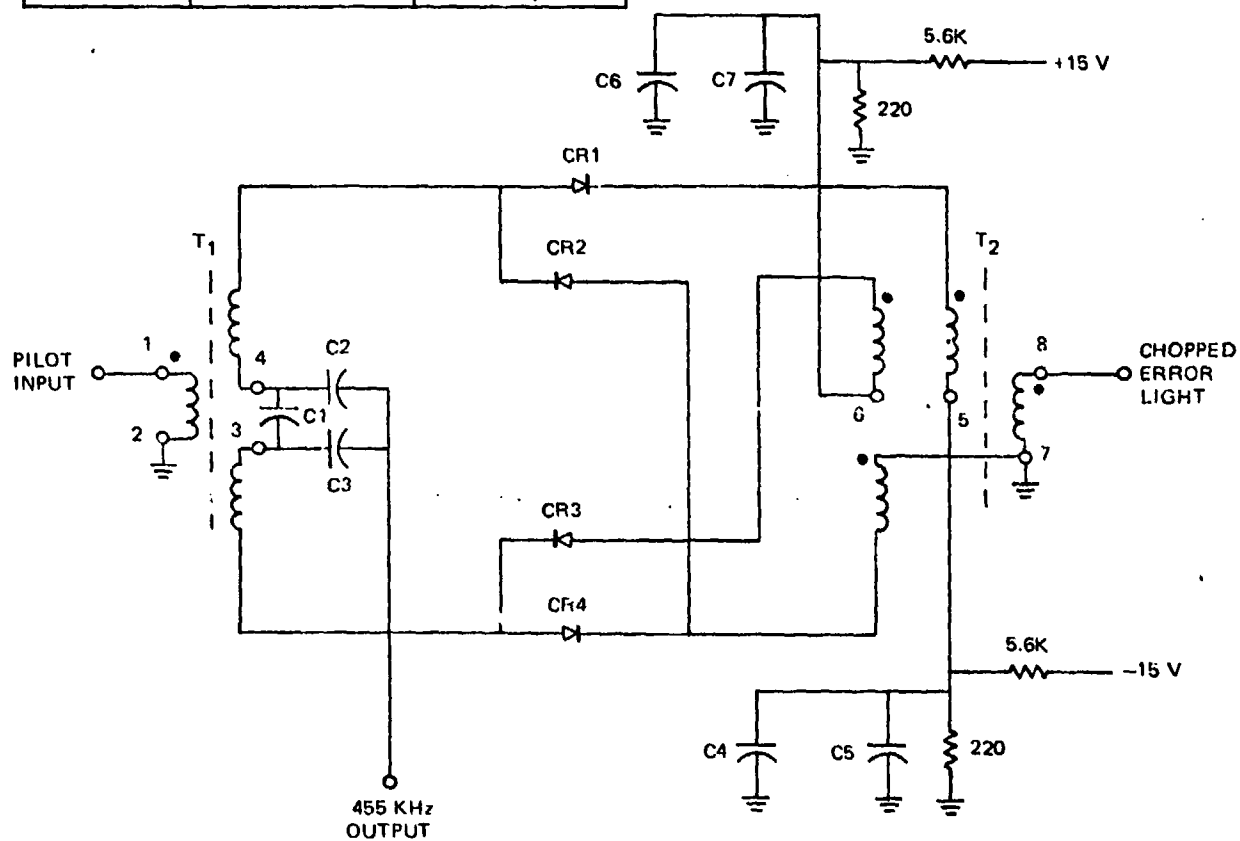 5.6K
+15 V
C6
C7
220
CR1
T1
T2
CR2
1
4
C2
8
PILOT
INPUT
CHOPPED
ERROR
LIGHT
C1
6
5
2
3
7
C3
CR3
CR4
5.6K
-15 V
C4
C5
220
455 KHz
OUTPUT